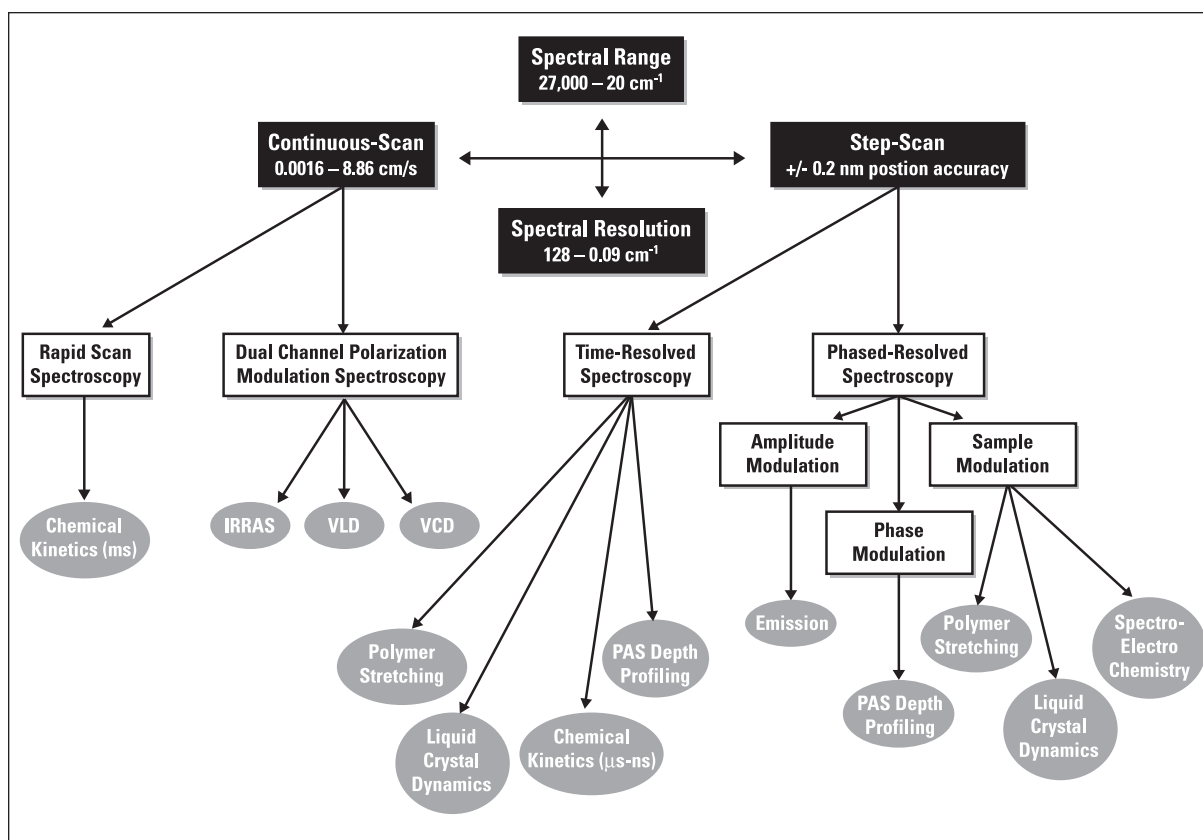 Spectral Range
27,000 – 20 cm⁻¹
Continuous-Scan
0.0016 – 8.86 cm/s
Step-Scan
+/- 0.2 nm postion accuracy
Spectral Resolution
128 – 0.09 cm⁻¹
Rapid Scan
Spectroscopy
Dual Channel Polarization
Modulation Spectroscopy
Time-Resolved
Spectroscopy
Phased-Resolved
Spectroscopy
Amplitude
Modulation
Sample
Modulation
Chemical
Kinetics (ms)
IRRAS
VLD
VCD
Phase
Modulation
Polymer
Stretching
PAS Depth
Profiling
Emission
Polymer
Stretching
Spectro-
Electro
Chemistry
Liquid
Crystal
Dynamics
Chemical
Kinetics (µs-ns)
PAS Depth
Profiling
Liquid
Crystal
Dynamics